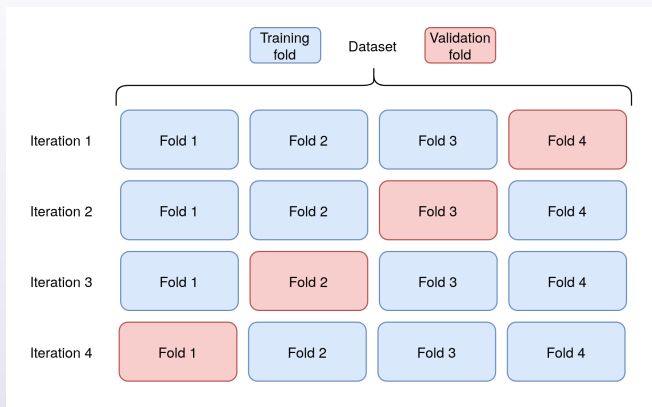 Training
fold
Dataset
Validation
fold
Iteration 1
Fold 1
Fold 2
Fold 3
Fold 4
Iteration 2
Fold 1
Fold 2
Fold 3
Fold 4
Iteration 3
Fold 1
Fold 2
Fold 3
Fold 4
Iteration 4
Fold 1
Fold 2
Fold 3
Fold 4